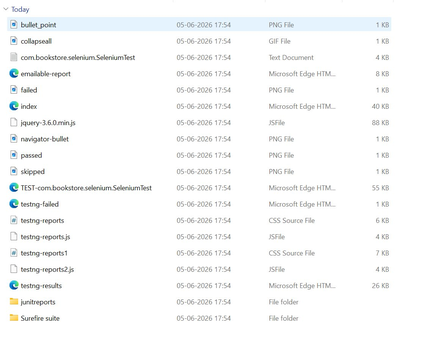 Today
bullet_point 05-06-2026 17:54 PNG File 1 KB
collapseall 05-06-2026 17:54 GIF File 1 KB
com.bookstore.selenium.SeleniumTest 05-06-2026 17:54 Text Document 4 KB
emailable-report 05-06-2026 17:54 Microsoft Edge HTM... 8 KB
failed 05-06-2026 17:54 PNG File 1 KB
index 05-06-2026 17:54 Microsoft Edge HTM... 40 KB
jquery-3.6.0.min.js 05-06-2026 17:54 JSFile 88 KB
navigator-bullet 05-06-2026 17:54 PNG File 1 KB
passed 05-06-2026 17:54 PNG File 1 KB
skipped 05-06-2026 17:54 PNG File 1 KB
TEST-com.bookstore.selenium.SeleniumTest 05-06-2026 17:54 Microsoft Edge HTM... 55 KB
testng-failed 05-06-2026 17:54 Microsoft Edge HTM... 1 KB
testng-reports 05-06-2026 17:54 CSS Source File 6 KB
testng-reports.js 05-06-2026 17:54 JSFile 4 KB
testng-reports1 05-06-2026 17:54 CSS Source File 7 KB
testng-reports2.js 05-06-2026 17:54 JSFile 4 KB
testng-results 05-06-2026 17:54 Microsoft Edge HTM... 26 KB
junitreports 05-06-2026 17:54 File folder
Surefire suite 05-06-2026 17:54 File folder